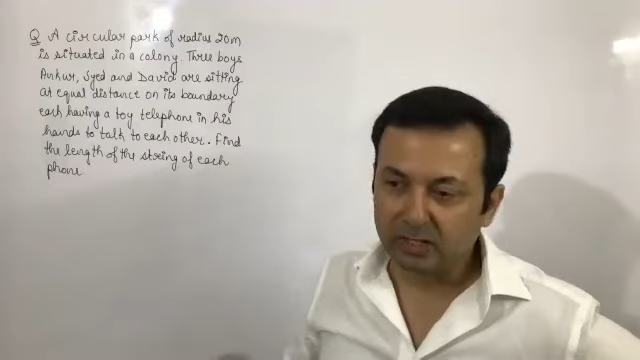 Q A circular park of radius 20m
is situated in a colony. Three boys
Ankur, Syed and David are sitting
at equal distance on its boundary
each having a toy telephone in his
hands to talk to each other. Find
the length of the string of each
phone